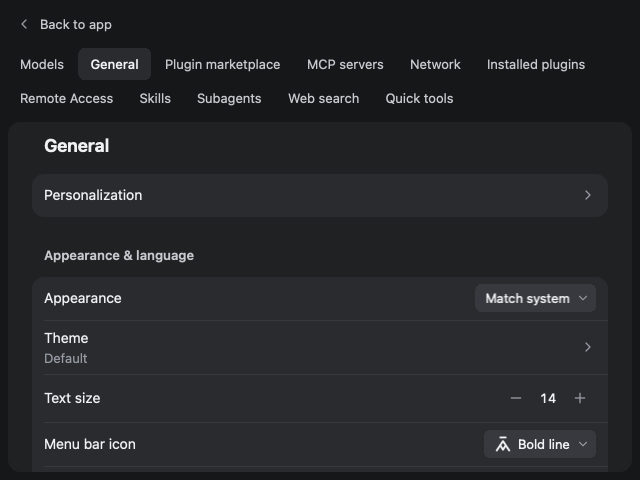 Back to app
Models General Plugin marketplace MCP servers Network Installed plugins
Remote Access Skills Subagents Web search Quick tools
General
Personalization
Appearance & language
Appearance Match system
Theme
Default
Text size 14
Menu bar icon Bold line